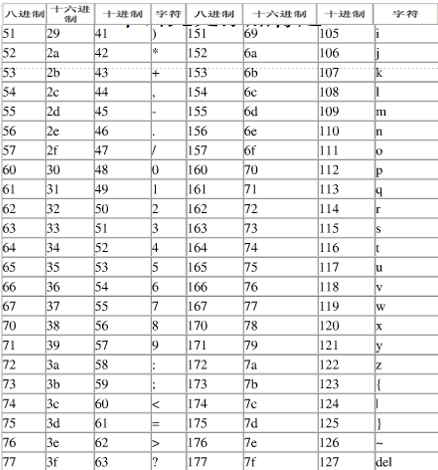 八进制 十六进制 十进制 字符 八进制 十六进制 十进制 字符
51 29 41 ) 151 69 105 i
52 2a 42 * 152 6a 106 j
53 2b 43 + 153 6b 107 k
54 2c 44 , 154 6c 108 l
55 2d 45 - 155 6d 109 m
56 2e 46 . 156 6e 110 n
57 2f 47 / 157 6f 111 o
60 30 48 0 160 70 112 p
61 31 49 1 161 71 113 q
62 32 50 2 162 72 114 r
63 33 51 3 163 73 115 s
64 34 52 4 164 74 116 t
65 35 53 5 165 75 117 u
66 36 54 6 166 76 118 v
67 37 55 7 167 77 119 w
70 38 56 8 170 78 120 x
71 39 57 9 171 79 121 y
72 3a 58 : 172 7a 122 z
73 3b 59 ; 173 7b 123 {
74 3c 60 < 174 7c 124 |
75 3d 61 = 175 7d 125 }
76 3e 62 > 176 7e 126 ~
77 3f 63 ? 177 7f 127 del